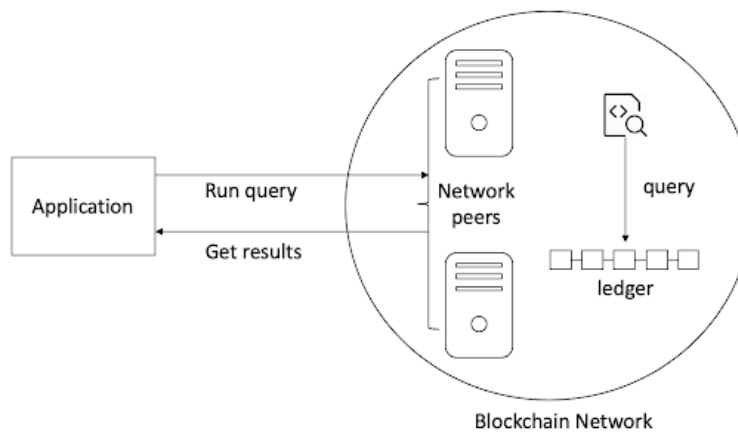 Application
Run query
Get results
Network
peers
<>
query
ledger
Blockchain Network